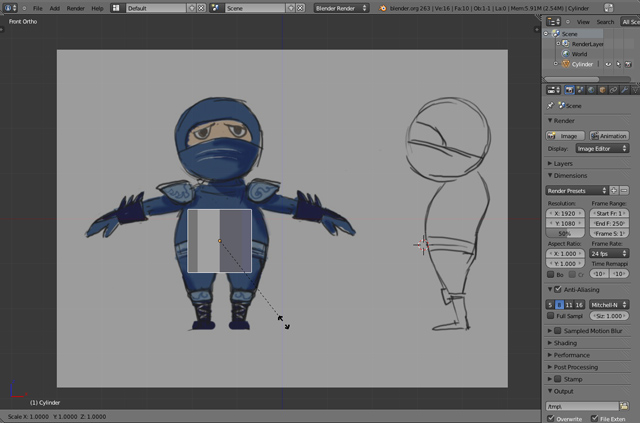 File Add Render Help Default Scene Blender Render blender.org 263 | Ve:16 | Fa:10 | Ob:1-1 | La:0 | Mem:5.91M (2.54M) | Cylinder
Front Ortho
View Search All Sce
Scene
RenderLaye
World
Cylinder
Scene
Render
Image Animation
Display: Image Editor
Layers
Dimensions
Render Presets
Resolution: Frame Range:
X: 1920 Start Fr: 1
Y: 1080 End F: 250
50% Frame S: 1
Aspect Ratio: Frame Rate:
X: 1.000 24 fps
Y: 1.000 Time Remappi
Bo Cr 10 10
Anti-Aliasing
5 8 11 16 Mitchell-N
Full Sampl Siz: 1.000
Sampled Motion Blur
Shading
Performance
Post Processing
Stamp
Output
/tmp\
Overwrite File Exten
(1) Cylinder
Scale X: 1.0000 Y: 1.0000 Z: 1.0000